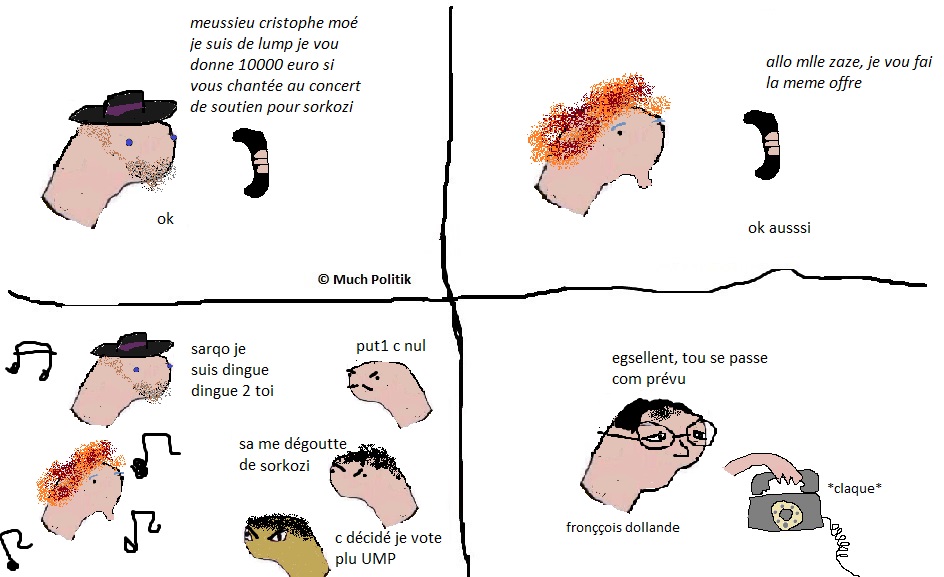 meussieu cristophe moé
je suis de lump je vou
donne 10000 euro si
vous chantée au concert
de soutien pour sorkozi
ok
allo mlle zaze, je vou fai
la meme offre
ok ausssi
© Much Politik
sarqo je
suis dingue
dingue 2 toi
put1 c nul
sa me dégoutte
de sorkozi
c décidé je vote
plu UMP
egsellent, tou se passe
com prévu
*claque*
fronççois dollande